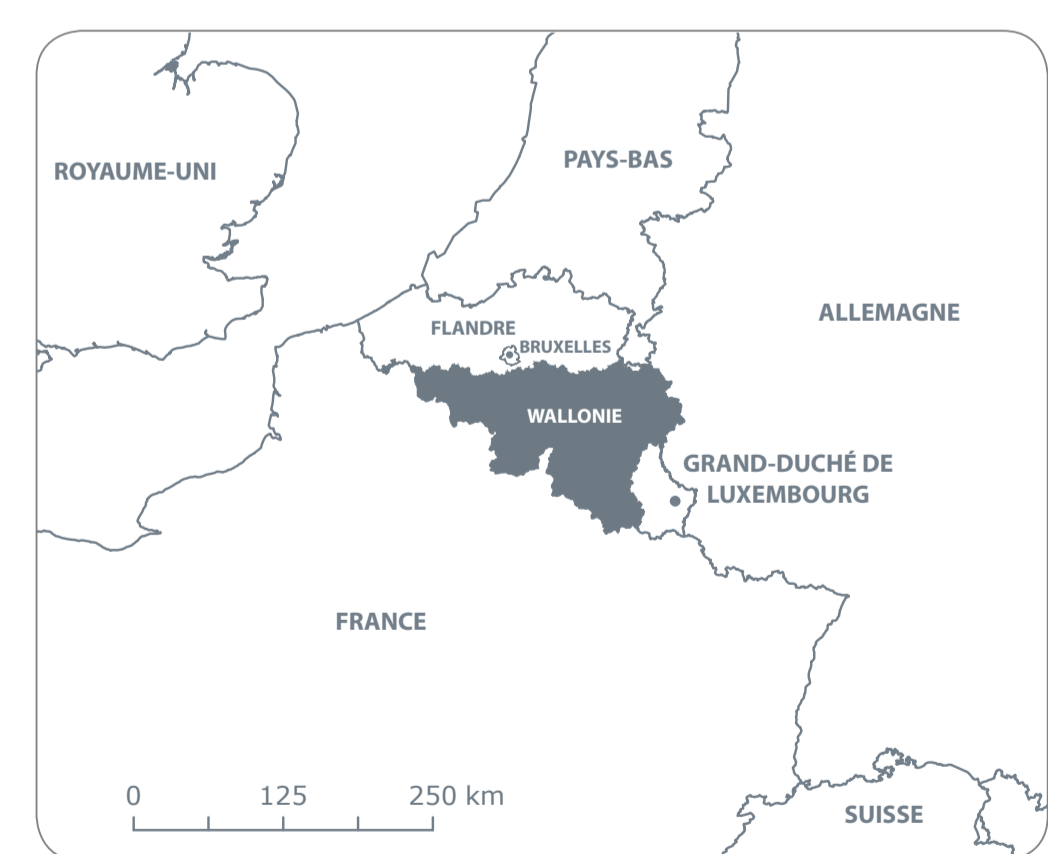 PAYS-BAS
ROYAUME-UNI
ALLEMAGNE
FLANDRE
BRUXELLES
WALLONIE
GRAND-DUCHÉ DE
LUXEMBOURG
FRANCE
0 125 250 km
SUISSE